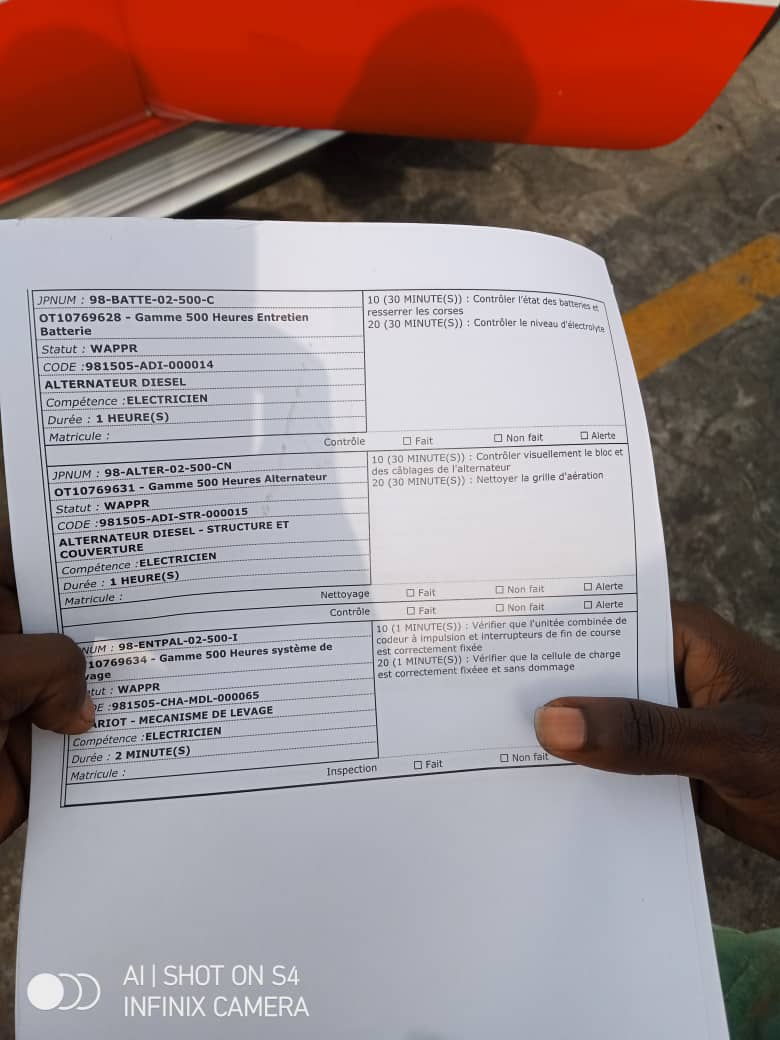 JPNUM : 98-BATTE-02-500-C
OT10769628 - Gamme 500 Heures Entretien
Batterie
Statut : WAPPR
CODE :981505-ADI-000014
ALTERNATEUR DIESEL
Compétence :ELECTRICIEN
Durée : 1 HEURE(S)
Matricule :
10 (30 MINUTE(S)) : Contrôler l'état des batteries et
resserrer les corses
20 (30 MINUTE(S)) : Contrôler le niveau d'électrolyte
Contrôle ☐ Fait ☐ Non fait ☐ Alerte
JPNUM : 98-ALTER-02-500-CN
OT10769631 - Gamme 500 Heures Alternateur
Statut : WAPPR
CODE :981505-ADI-STR-000015
ALTERNATEUR DIESEL - STRUCTURE ET
COUVERTURE
Compétence :ELECTRICIEN
Durée : 1 HEURE(S)
Matricule :
10 (30 MINUTE(S)) : Contrôler visuellement le bloc et
des câblages de l'alternateur
20 (30 MINUTE(S)) : Nettoyer la grille d'aération
Nettoyage ☐ Fait ☐ Non fait ☐ Alerte
Contrôle ☐ Fait ☐ Non fait ☐ Alerte
NUM : 98-ENTPAL-02-500-I
10769634 - Gamme 500 Heures système de
vage
tut : WAPPR
DE :981505-CHA-MDL-000065
ARIOT - MECANISME DE LEVAGE
Compétence :ELECTRICIEN
Durée : 2 MINUTE(S)
Matricule :
10 (1 MINUTE(S)) : Vérifier que l'unitée combinée de
codeur à impulsion et interrupteurs de fin de course
est correctement fixée
20 (1 MINUTE(S)) : Vérifier que la cellule de charge
est correctement fixéee et sans dommage
Inspection ☐ Fait ☐ Non fait
AI | SHOT ON S4
INFINIX CAMERA